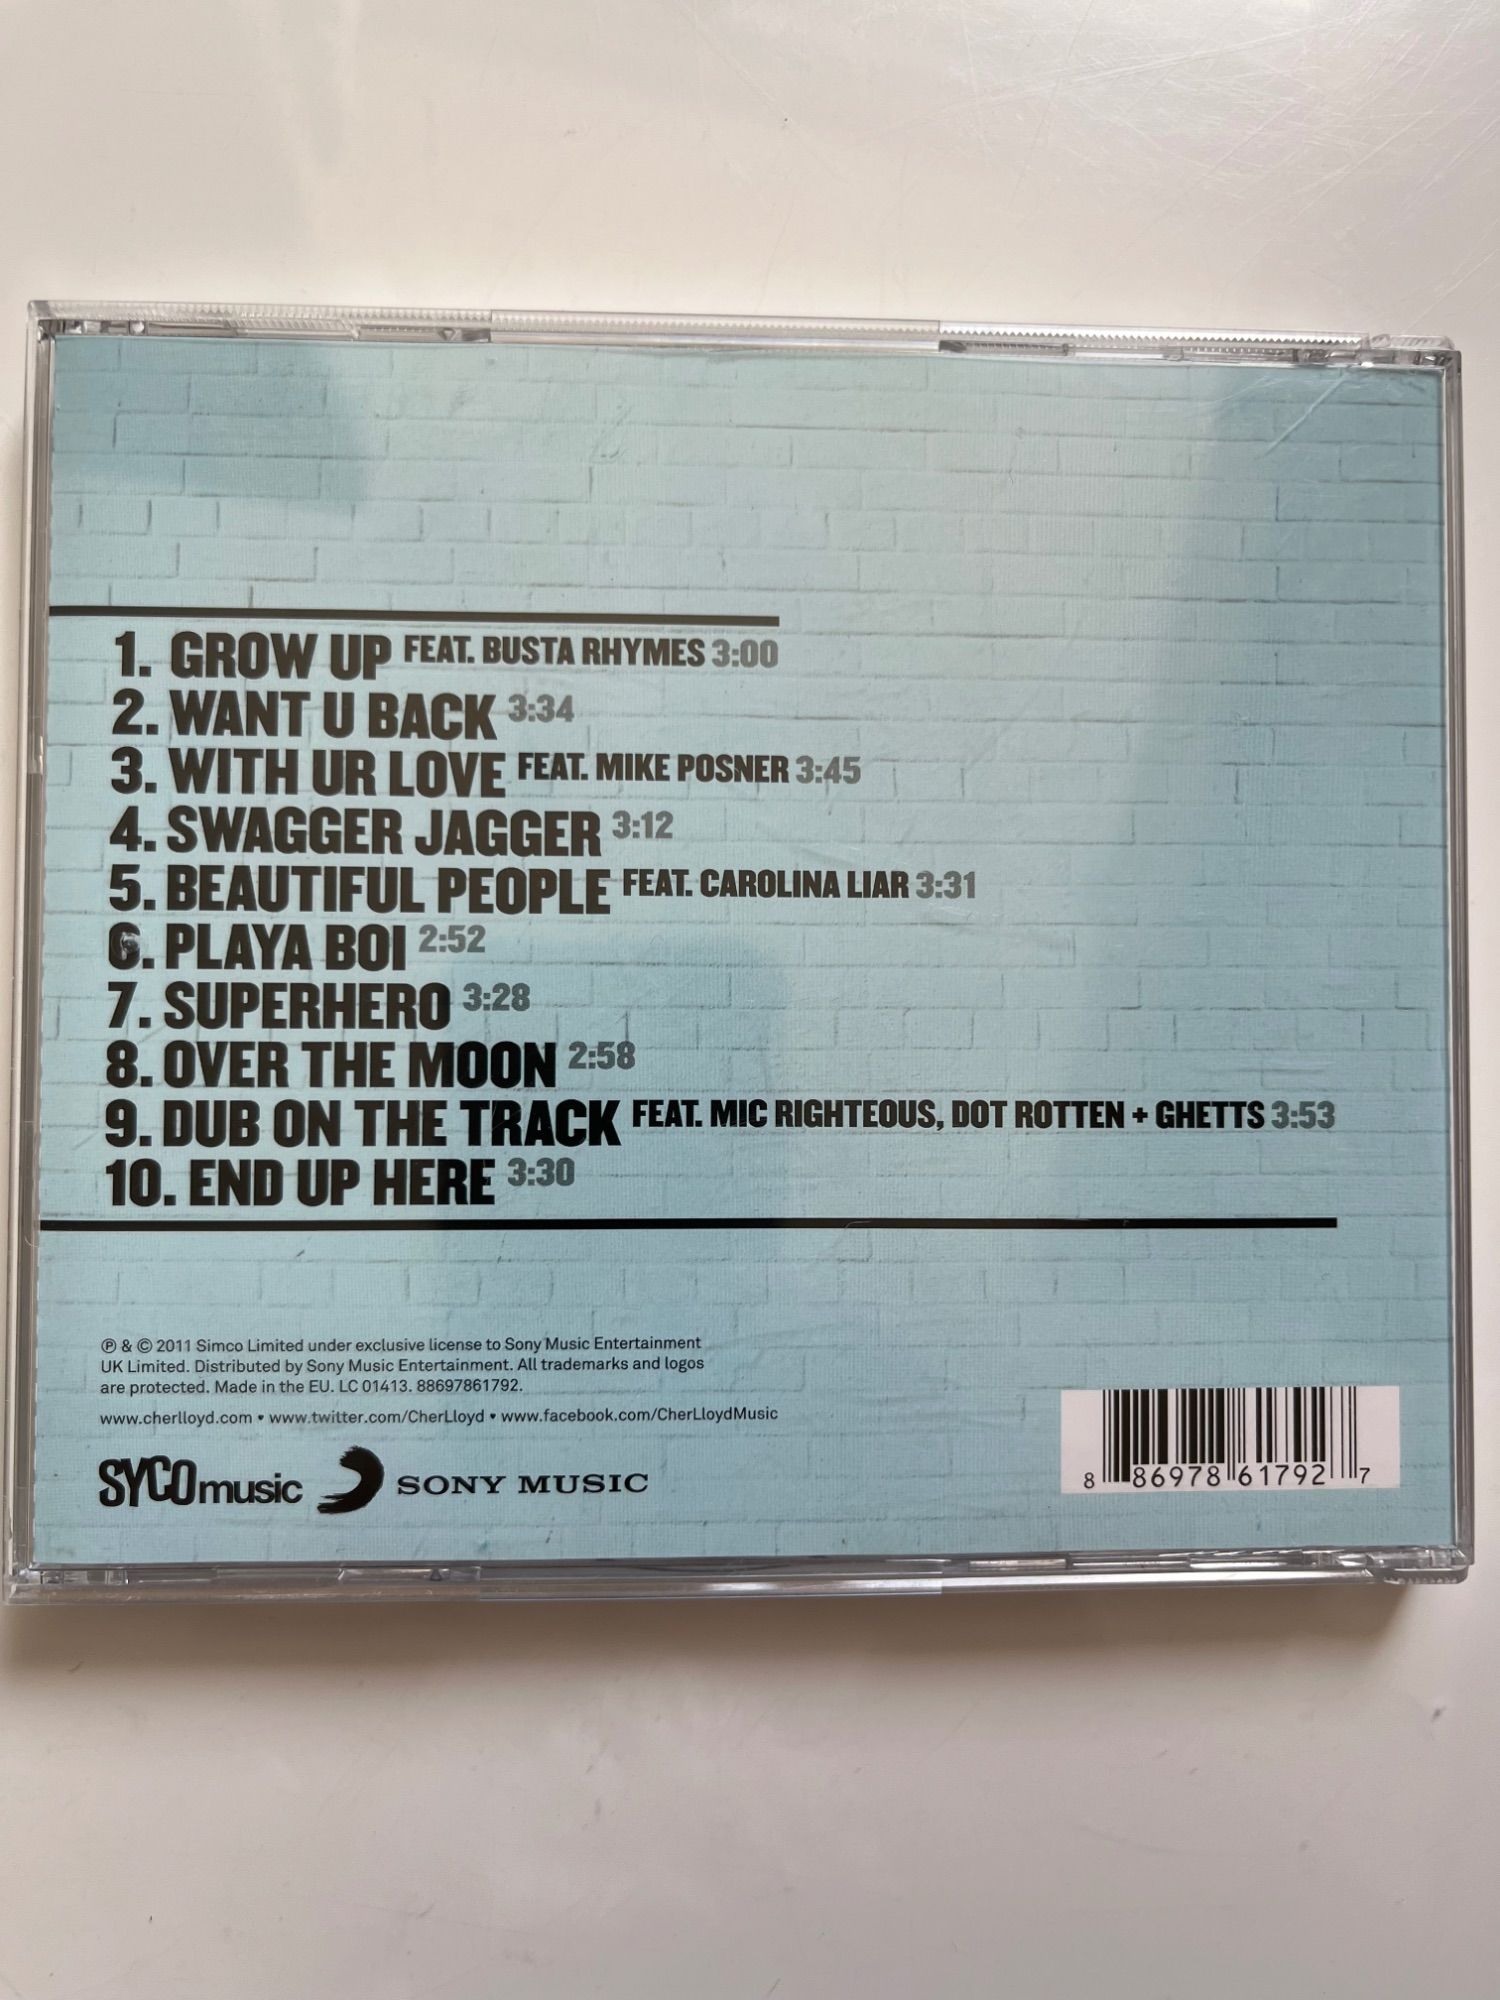 1. GROW UP FEAT. BUSTA RHYMES 3:00
2. WANT U BACK 3:34
3. WITH UR LOVE FEAT. MIKE POSNER 3:45
4. SWAGGER JAGGER 3:12
5. BEAUTIFUL PEOPLE FEAT. CAROLINA LIAR 3:31
6. PLAYA BOI 2:52
7. SUPERHERO 3:28
8. OVER THE MOON 2:58
9. DUB ON THE TRACK FEAT. MIC RIGHTEOUS, DOT ROTTEN + GHETTS 3:53
10. END UP HERE 3:30
℗ & © 2011 Simco Limited under exclusive license to Sony Music Entertainment
UK Limited. Distributed by Sony Music Entertainment. All trademarks and logos
are protected. Made in the EU. LC 01413. 88697861792.
www.cherlloyd.com • www.twitter.com/CherLloyd • www.facebook.com/CherLloydMusic
SYCOmusic SONY MUSIC
8 86978 61792 7